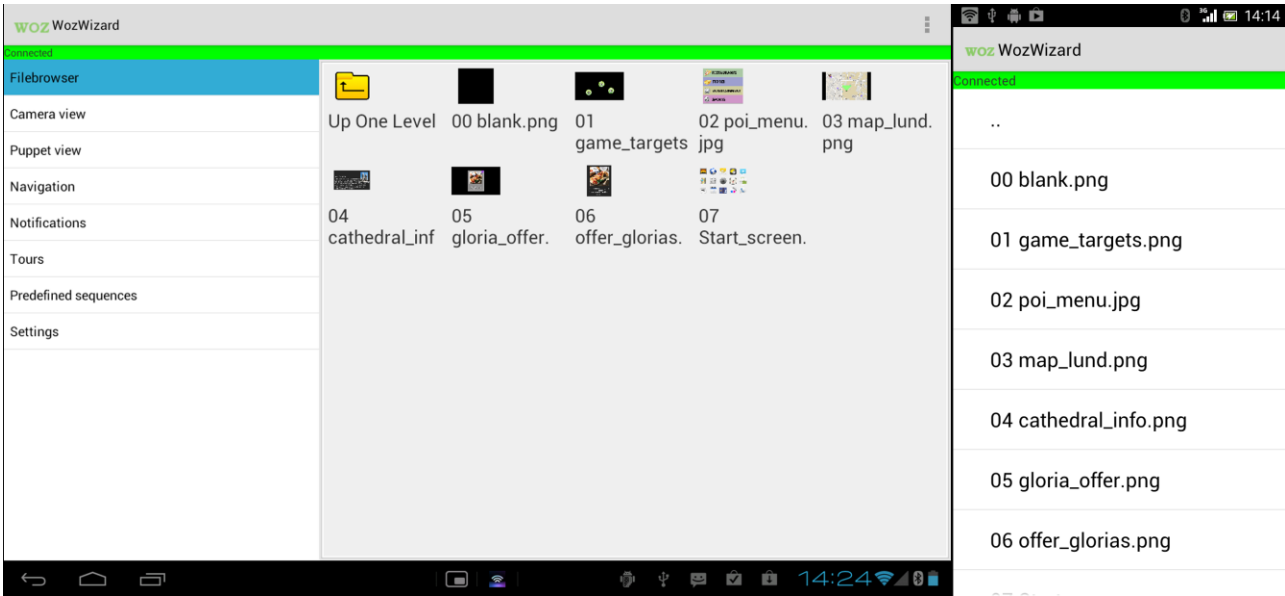 woz WozWizard
Connected
Filebrowser
Camera view
Puppet view
Navigation
Notifications
Tours
Predefined sequences
Settings
Up One Level
00 blank.png
01
game_targets
02 poi_menu.
jpg
03 map_lund.
png
04
cathedral_inf
05
gloria_offer.
06
offer_glorias.
07
Start_screen.
14:24
3G 14:14
woz WozWizard
Connected
..
00 blank.png
01 game_targets.png
02 poi_menu.jpg
03 map_lund.png
04 cathedral_info.png
05 gloria_offer.png
06 offer_glorias.png